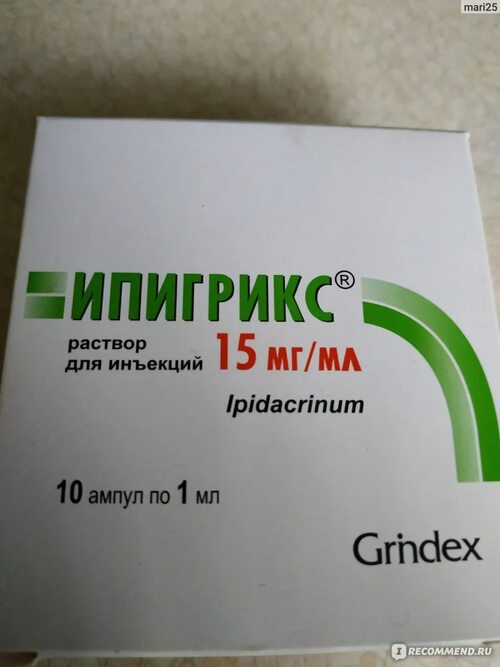 mari25
ИПИГРИКС®
раствор
для инъекций 15 мг/мл
Ipidacrinum
10 ампул по 1 мл
Grindex
IRECOMMEND.RU